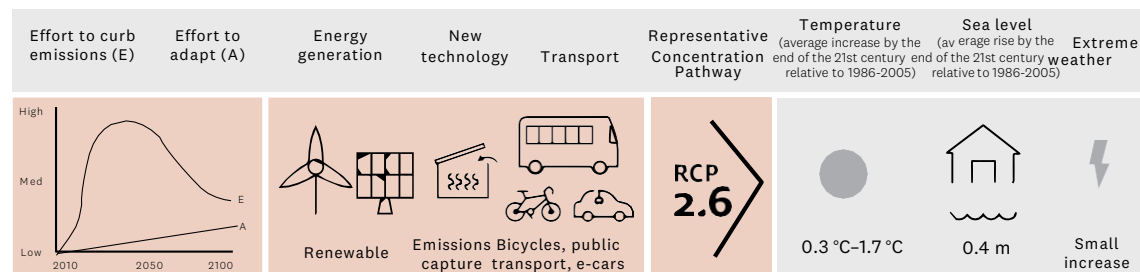 Effort to curb
emissions (E)
Effort to
adapt (A)
Energy
generation
New
technology
Transport
Representative
Concentration
Pathway
Temperature
(average increase by the
end of the 21st century
relative to 1986-2005)
Sea level
(av erage rise by the
end of the 21st century
relative to 1986-2005)
Extreme
weather
High
Med
Low
2010
2050
2100
E
A
Renewable
Emissions
capture
Bicycles, public
transport, e-cars
RCP
2.6
0.3 °C–1.7 °C
0.4 m
Small
increase